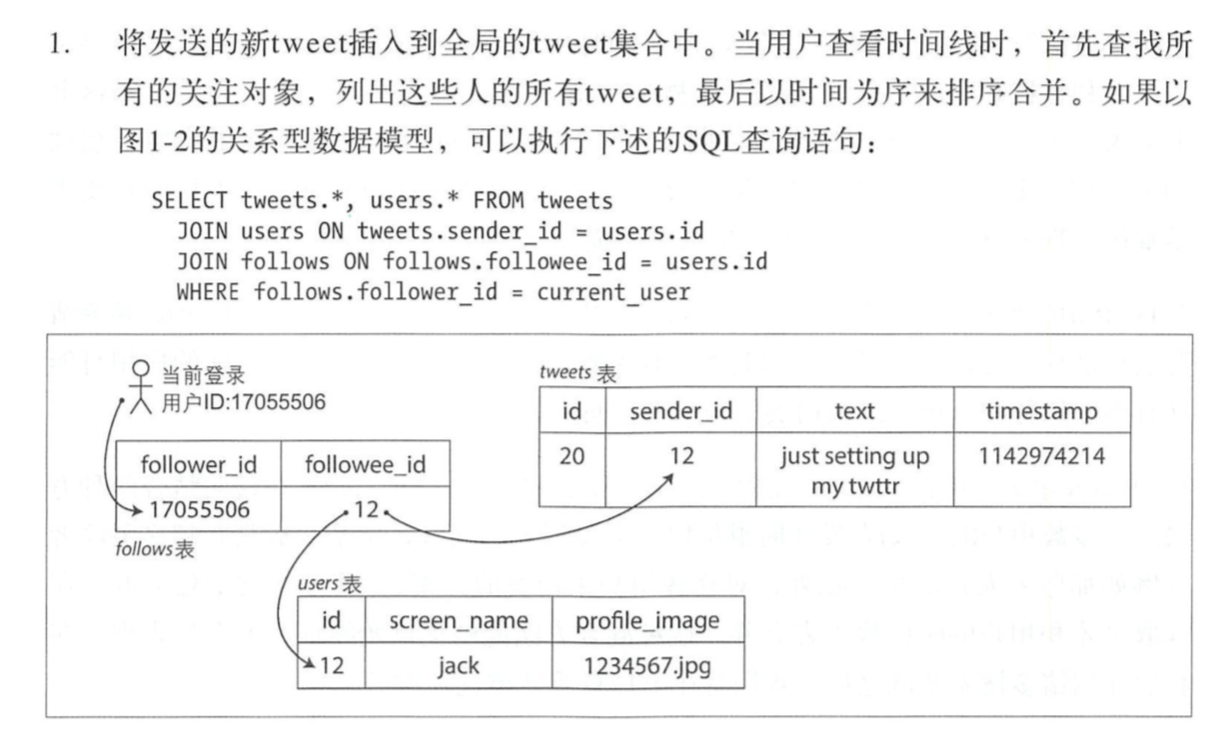 1. 将发送的新tweet插入到全局的tweet集合中。当用户查看时间线时，首先查找所
有的关注对象，列出这些人的所有tweet，最后以时间为序来排序合并。如果以
图1-2的关系型数据模型，可以执行下述的SQL查询语句：
SELECT tweets.*, users.* FROM tweets
JOIN users ON tweets.sender_id = users.id
JOIN follows ON follows.followee_id = users.id
WHERE follows.follower_id = current_user
当前登录
用户ID:17055506
follower_id followee_id
17055506 12
follows表
tweets 表
id sender_id text timestamp
20 12 just setting up 1142974214
my twttr
users 表
id screen_name profile_image
12 jack 1234567.jpg